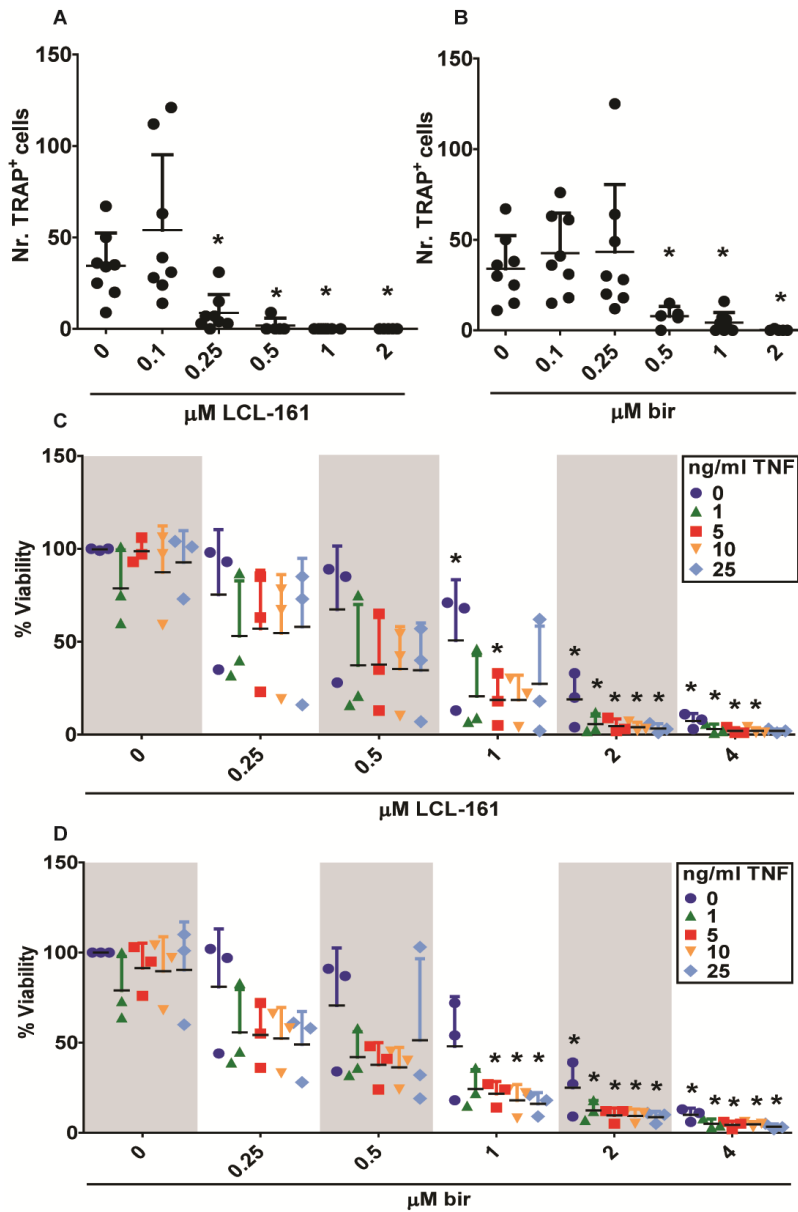 A
Nr. TRAP+ cells
150
100
50
0
* * * *
0 0.1 0.25 0.5 1 2
μM LCL-161
B
Nr. TRAP+ cells
150
100
50
0
* * *
0 0.1 0.25 0.5 1 2
μM bir
C
% Viability
150
100
50
0
ng/ml TNF
0
1
5
10
25
* * * * * * * * * * *
0 0.25 0.5 1 2 4
μM LCL-161
D
% Viability
150
100
50
0
ng/ml TNF
0
1
5
10
25
* * * * * * * * * * * * *
0 0.25 0.5 1 2 4
μM bir